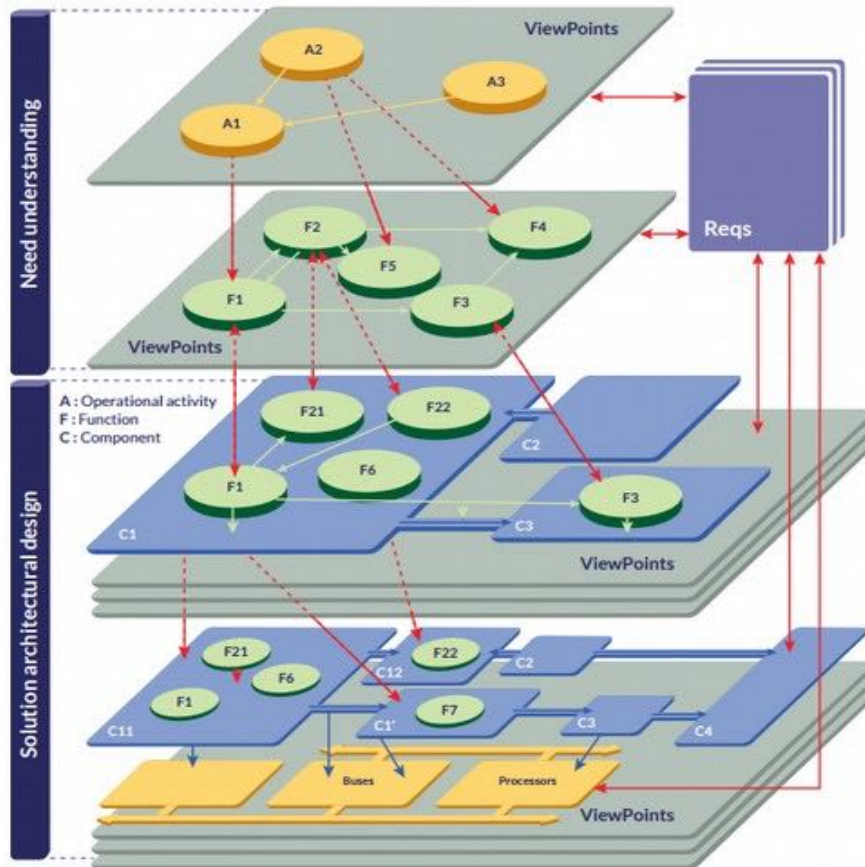 Need understanding
ViewPoints
A2
A3
A1
Reqs
F2
F4
F5
F1
F3
ViewPoints
Solution architectural design
A : Operational activity
F : Function
C : Component
F21
F22
C2
F6
F1
F3
C1
C3
ViewPoints
F21
F22
C2
C12
F6
F1
F7
C3
C4
C11
C1'
Buses
Processors
ViewPoints